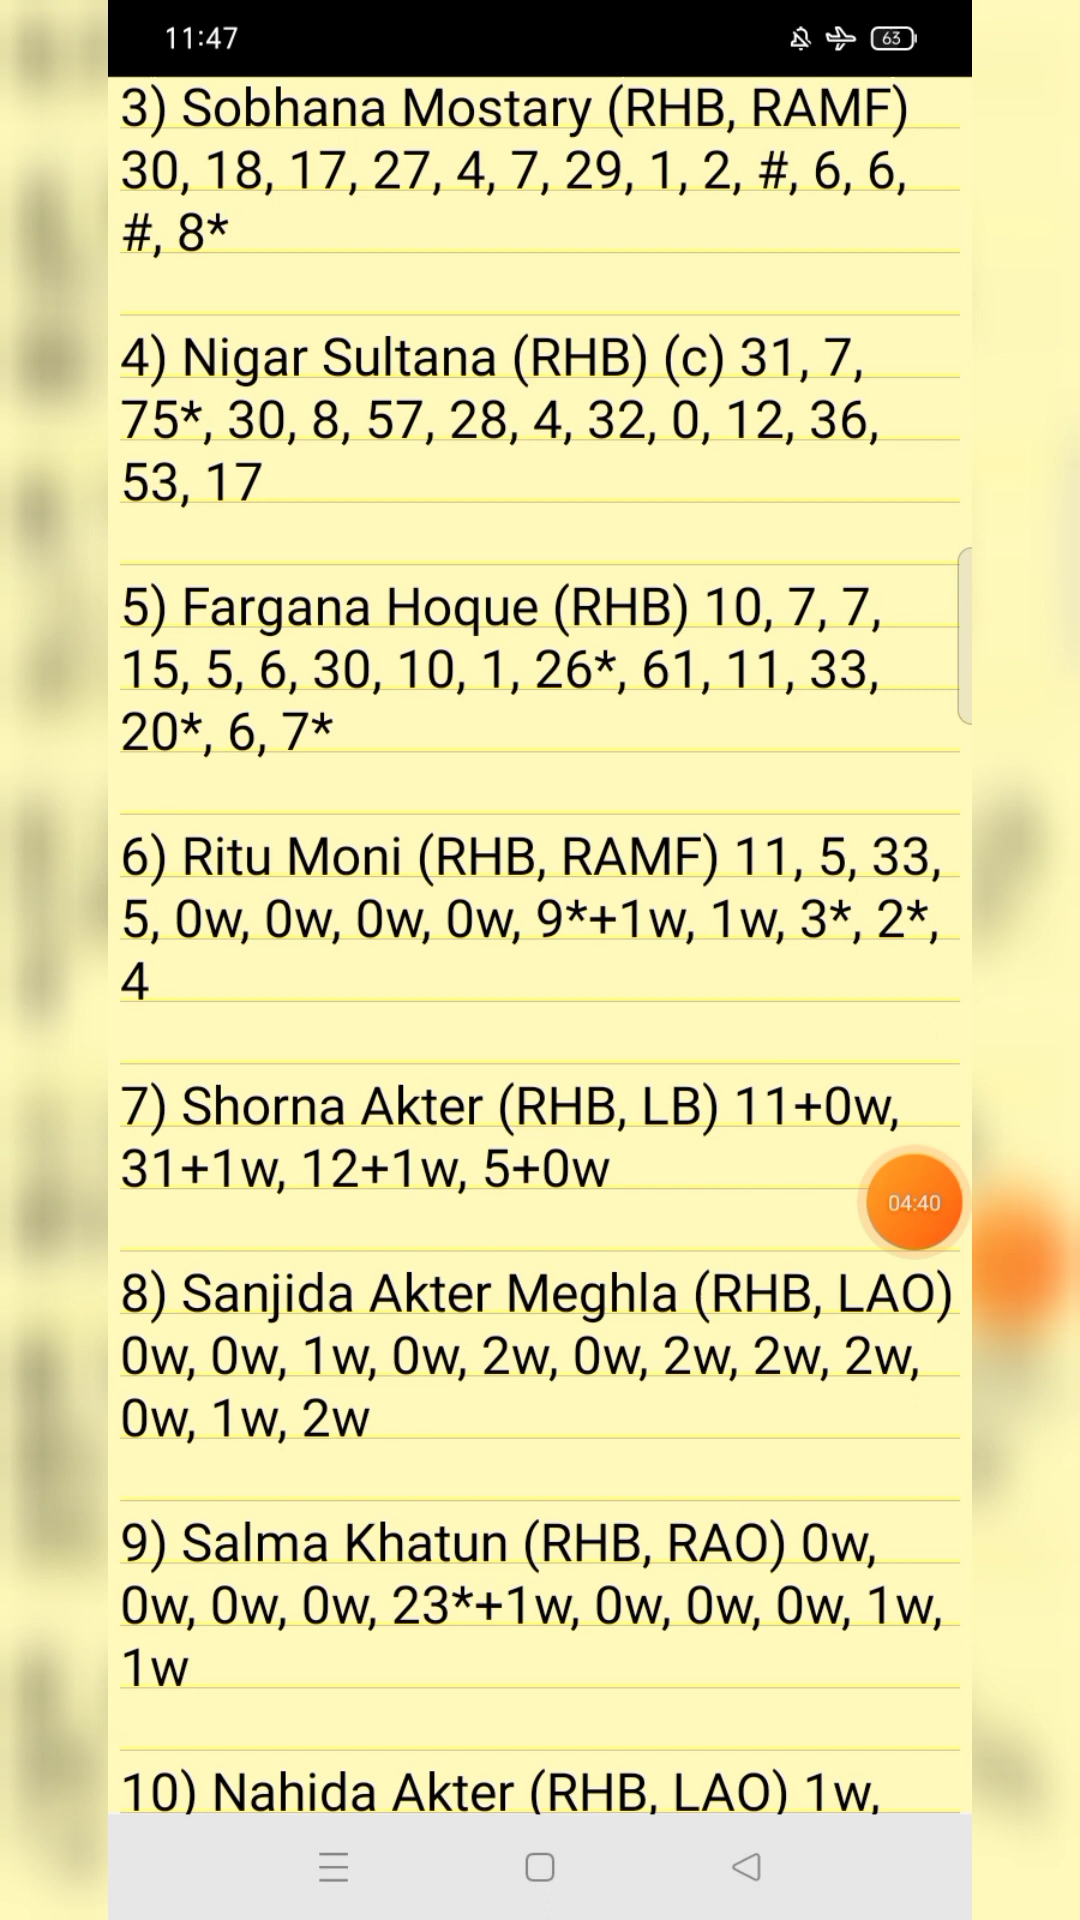 11:47
63
3) Sobhana Mostary (RHB, RAMF)
30, 18, 17, 27, 4, 7, 29, 1, 2, #, 6, 6,
#, 8*
4) Nigar Sultana (RHB) (c) 31, 7,
75*, 30, 8, 57, 28, 4, 32, 0, 12, 36,
53, 17
5) Fargana Hoque (RHB) 10, 7, 7,
15, 5, 6, 30, 10, 1, 26*, 61, 11, 33,
20*, 6, 7*
6) Ritu Moni (RHB, RAMF) 11, 5, 33,
5, 0w, 0w, 0w, 0w, 9*+1w, 1w, 3*, 2*,
4
7) Shorna Akter (RHB, LB) 11+0w,
31+1w, 12+1w, 5+0w
04:40
8) Sanjida Akter Meghla (RHB, LAO)
0w, 0w, 1w, 0w, 2w, 0w, 2w, 2w, 2w,
0w, 1w, 2w
9) Salma Khatun (RHB, RAO) 0w,
0w, 0w, 0w, 23*+1w, 0w, 0w, 0w, 1w,
1w
10) Nahida Akter (RHB, LAO) 1w,